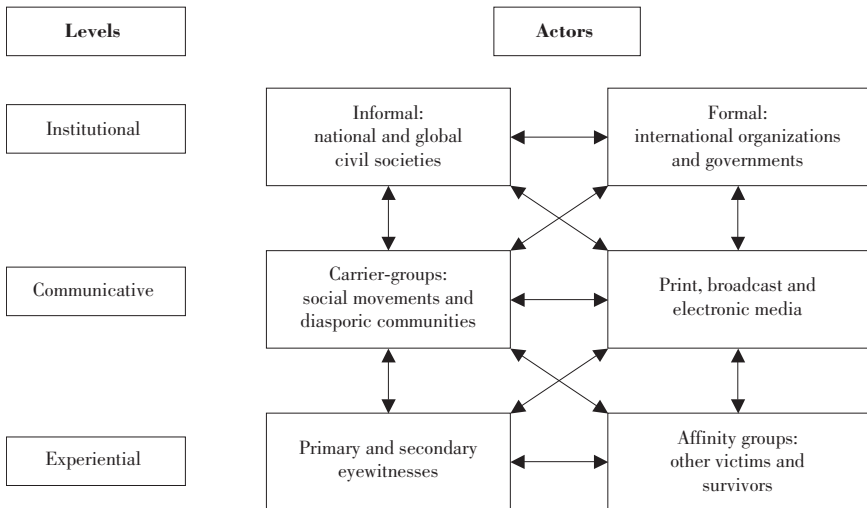 Levels
Actors
Institutional
Informal:
national and global
civil societies
Formal:
international organizations
and governments
Communicative
Carrier-groups:
social movements and
diasporic communities
Print, broadcast and
electronic media
Experiential
Primary and secondary
eyewitnesses
Affinity groups:
other victims and
survivors